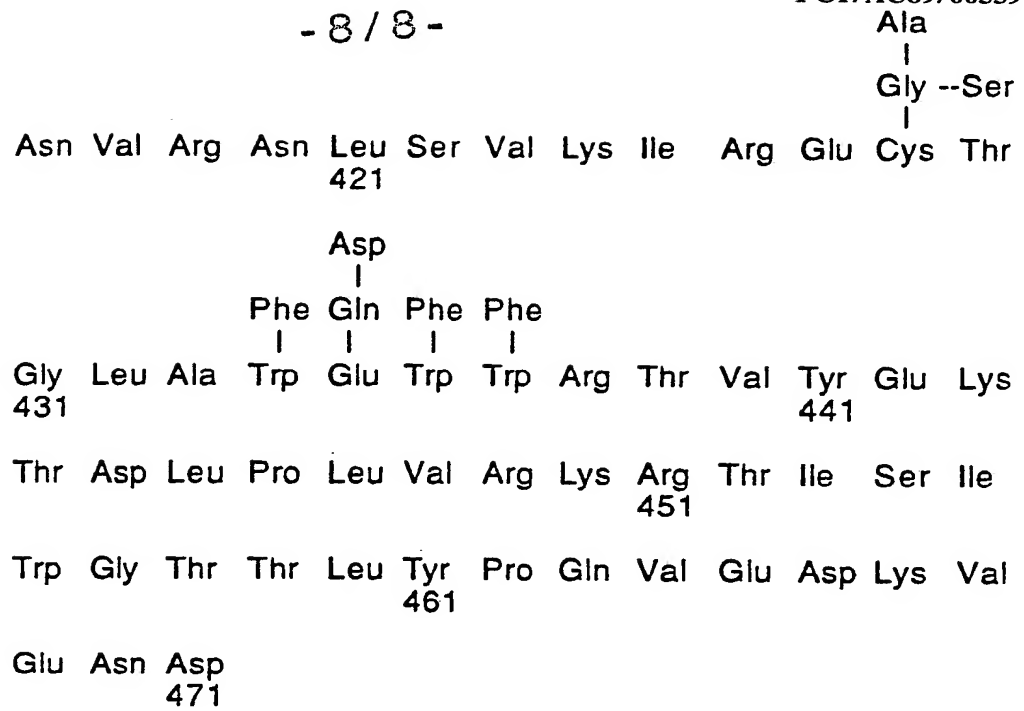 - 8 / 8 -
Ala
Gly --Ser
Asn Val Arg Asn Leu Ser Val Lys Ile Arg Glu Cys Thr
421
Asp
Phe Gln Phe Phe
Gly Leu Ala Trp Glu Trp Trp Arg Thr Val Tyr Glu Lys
431 441
Thr Asp Leu Pro Leu Val Arg Lys Arg Thr Ile Ser Ile
451
Trp Gly Thr Thr Leu Tyr Pro Gln Val Glu Asp Lys Val
461
Glu Asn Asp
471